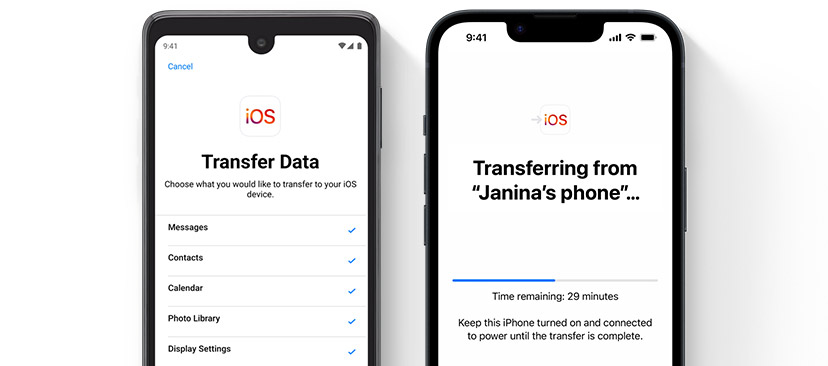 9:41
Cancel
iOS
Transfer Data
Choose what you would like to transfer to your iOS
device.
Messages
Contacts
Calendar
Photo Library
Display Settings
9:41
iOS
Transferring from
“Janina’s phone”...
Time remaining: 29 minutes
Keep this iPhone turned on and connected
to power until the transfer is complete.